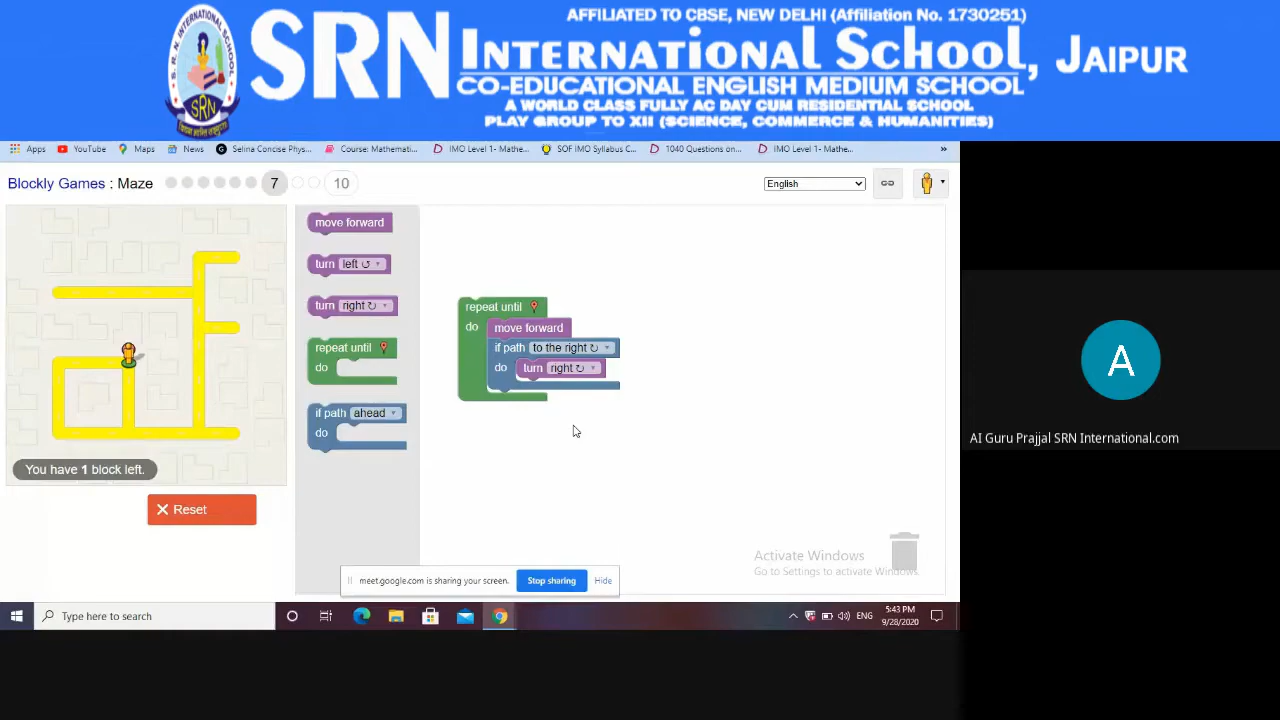 AFFILIATED TO CBSE, NEW DELHI (Affiliation No. 1730251)
SRN INTERNATIONAL SCHOOL, JAIPUR
CO-EDUCATIONAL ENGLISH MEDIUM SCHOOL
A WORLD CLASS FULLY AC DAY CUM RESIDENTIAL SCHOOL
PLAY GROUP TO XII (SCIENCE, COMMERCE & HUMANITIES)
SRN
Apps YouTube Maps News Selina Concise Phys... Course: Mathemati... IMO Level 1- Mathe... SOF IMO Syllabus C... 1040 Questions on... IMO Level 1- Mathe... »
Blockly Games : Maze 7 10 English
move forward
turn left ↺
turn right ↻
repeat until
do
if path ahead
do
repeat until
do move forward
if path to the right ↻
do turn right ↻
You have 1 block left.
Reset
A
AI Guru Prajjal SRN International.com
Activate Windows
Go to Settings to activate Windows.
meet.google.com is sharing your screen. Stop sharing Hide
Type here to search
ENG
5:43 PM
9/28/2020